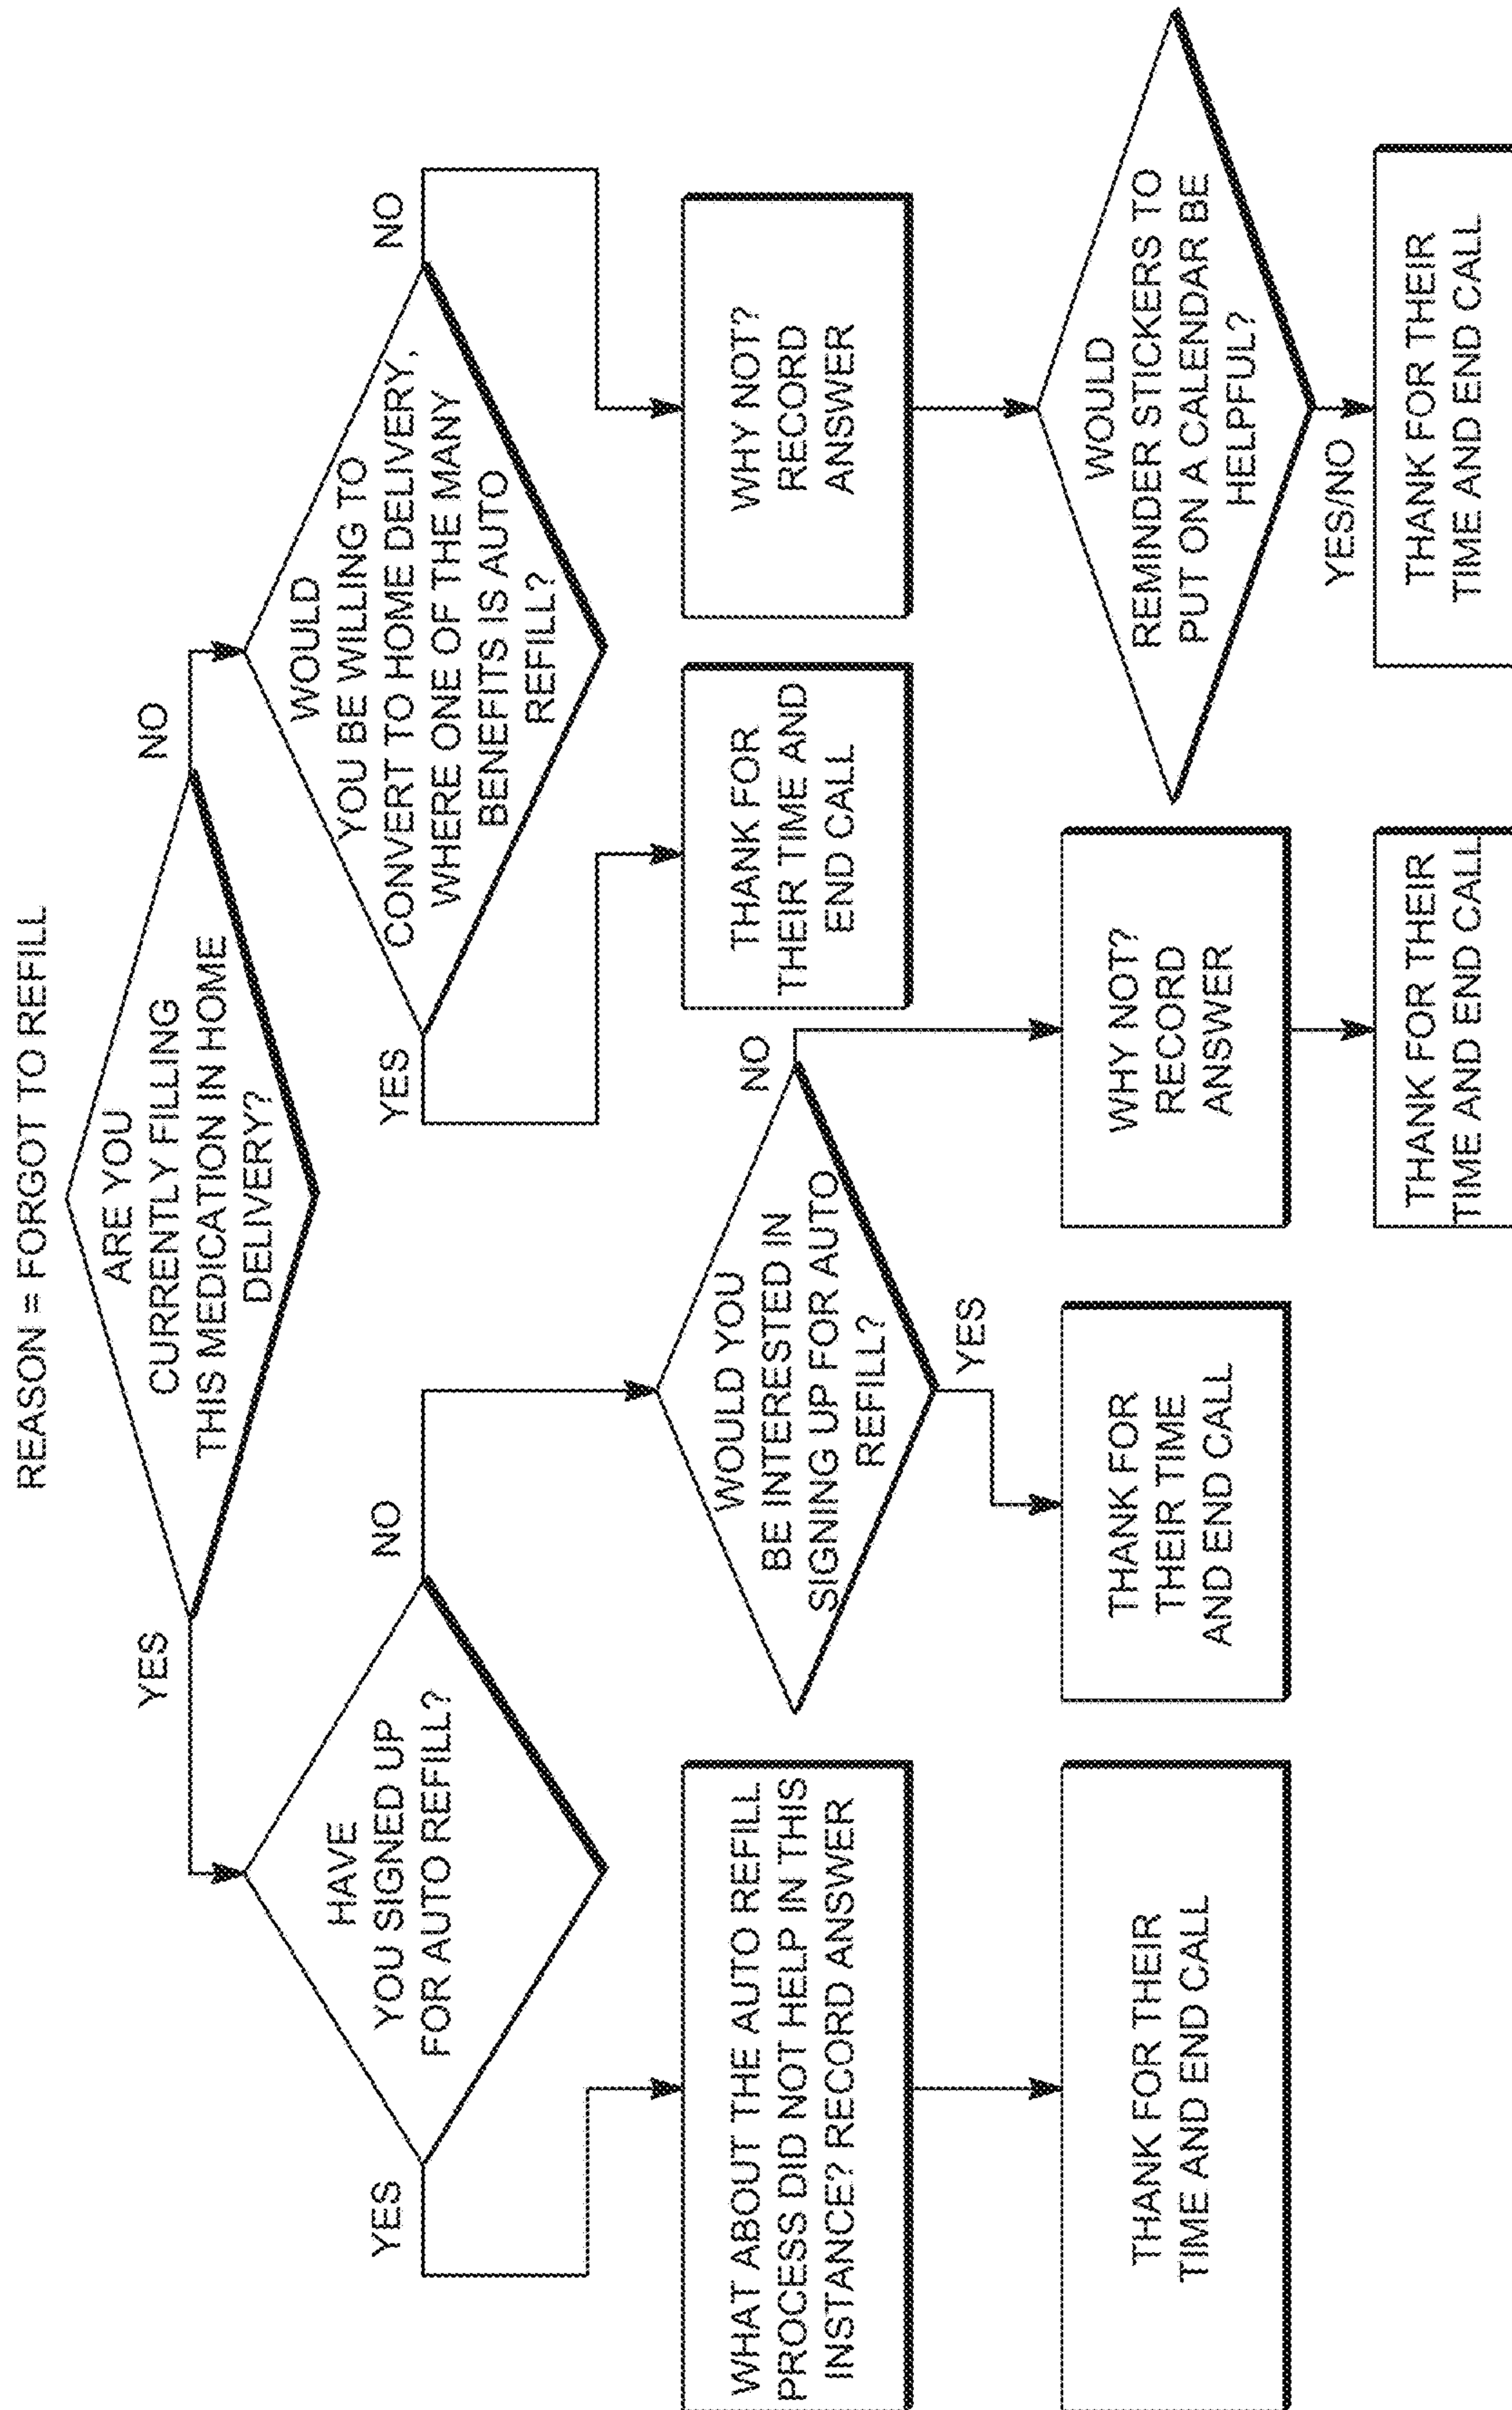 REASON = FORGOT TO REFILL
ARE YOU
CURRENTLY FILLING
THIS MEDICATION IN HOME
DELIVERY?
YES
NO
HAVE
YOU SIGNED UP
FOR AUTO REFILL?
YES
NO
WOULD
YOU BE WILLING TO
CONVERT TO HOME DELIVERY,
WHERE ONE OF THE MANY
BENEFITS IS AUTO
REFILL?
YES
NO
WHAT ABOUT THE AUTO REFILL
PROCESS DID NOT HELP IN THIS
INSTANCE? RECORD ANSWER
WOULD YOU
BE INTERESTED IN
SIGNING UP FOR AUTO
REFILL?
YES
NO
THANK FOR
THEIR TIME AND
END CALL
WHY NOT?
RECORD
ANSWER
THANK FOR THEIR
TIME AND END CALL
THANK FOR
THEIR TIME
AND END CALL
WHY NOT?
RECORD
ANSWER
WOULD
REMINDER STICKERS TO
PUT ON A CALENDAR BE
HELPFUL?
YES/NO
THANK FOR THEIR
TIME AND END CALL
THANK FOR THEIR
TIME AND END CALL